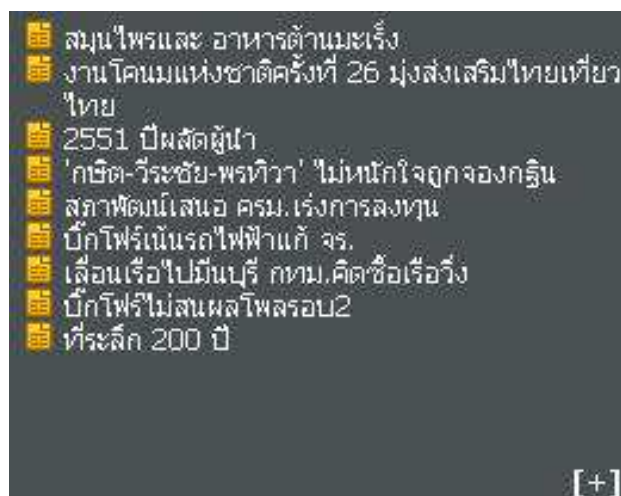 สมุนไพรและ อาหารต้านมะเร็ง
งานโคนมแห่งชาติครั้งที่ 26 มุ่งส่งเสริมไทยเที่ยว
ไทย
2551 ปีผลัดผู้นำ
'กษิต-วีระชัย-พรทิวา' ไม่หนักใจถูกจองกฐิน
สภาพัฒน์เสนอ ครม.เร่งการลงทุน
บิ๊กโฟร์เน้นรถไฟฟ้าแก้ จร.
เลื่อนเรือไปมีนบุรี กทม.คิดซื้อเรือวิ่ง
บิ๊กโฟร์ไม่สนผลโพลรอบ2
ที่ระลึก 200 ปี
[+]